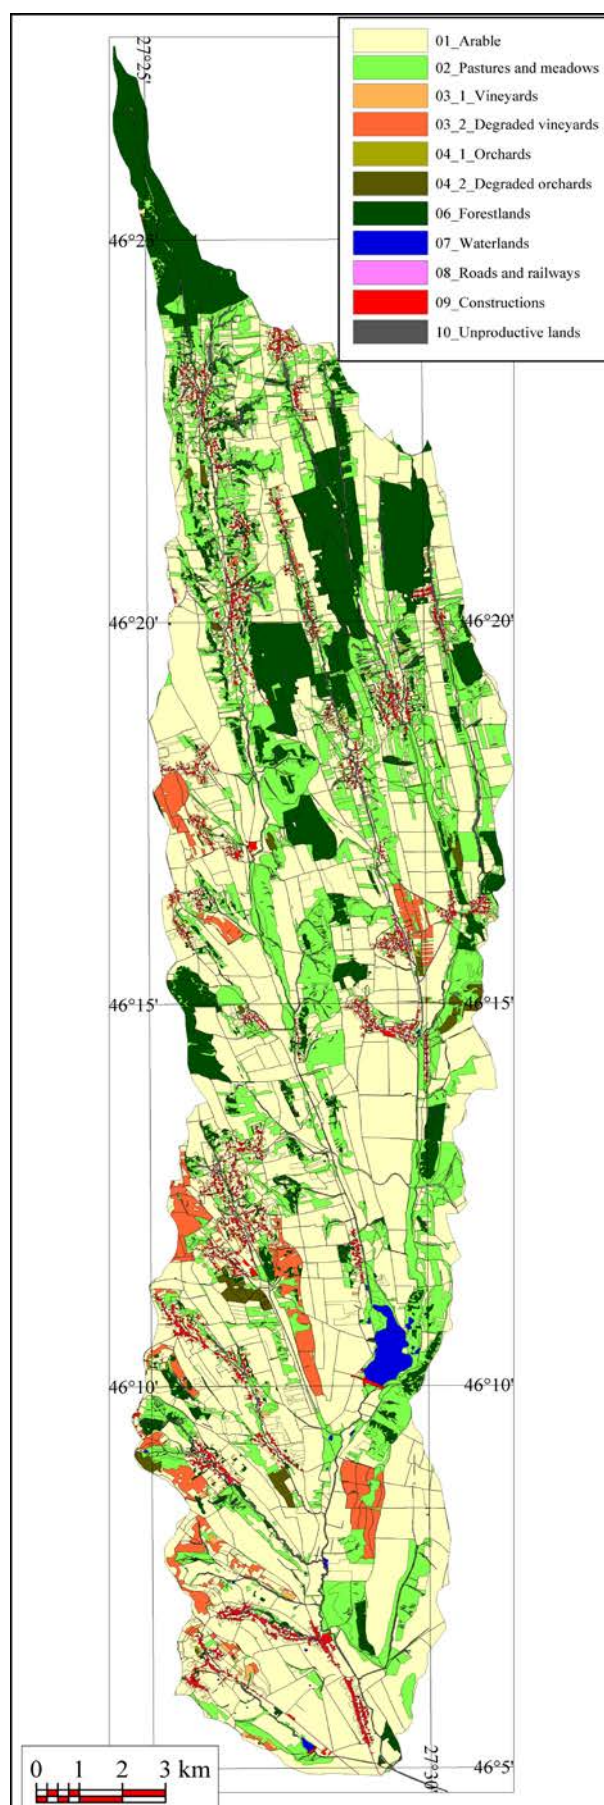 27°25'
01_Arable
02_Pastures and meadows
03_1_Vineyards
03_2_Degraded vineyards
04_1_Orchards
04_2_Degraded orchards
06_Forestlands
07_Waterlands
08_Roads and railways
09_Constructions
10_Unproductive lands
46°20' 46°20'
46°15' 46°15'
46°10' 46°10'
46°5'
27°30'
0 1 2 3 km